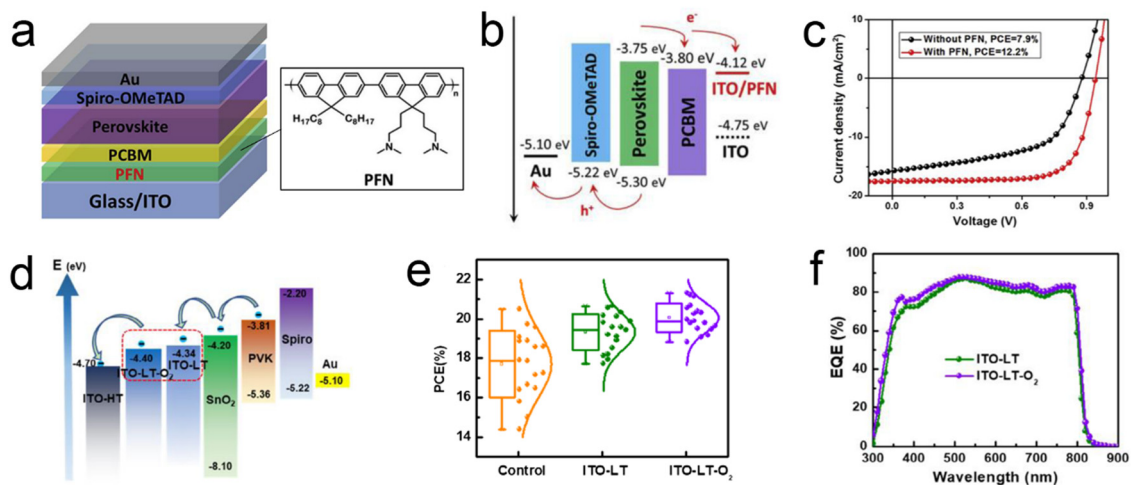 a
Au
Spiro-OMeTAD
Perovskite
PCBM
PFN
Glass/ITO
H17C8
C8H17
n
N
N
PFN
b
e-
-3.75 eV
-3.80 eV
-4.12 eV
ITO/PFN
-4.75 eV
ITO
Spiro-OMeTAD
Perovskite
PCBM
-5.10 eV
Au
-5.22 eV
-5.30 eV
h+
c
Without PFN, PCE=7.9%
With PFN, PCE=12.2%
Current density (mA/cm2)
10
0
-10
-20
0.0
0.3
0.6
0.9
Voltage (V)
d
E (eV)
-2.20
-3.81
-4.20
-4.34
-4.40
-4.70
ITO-HT
ITO-LT-O2
ITO-LT
SnO2
PVK
Spiro
Au
-5.10
-5.22
-5.36
-8.10
e
PCE(%)
22
20
18
16
14
Control
ITO-LT
ITO-LT-O2
f
EQE (%)
100
80
60
40
20
0
ITO-LT
ITO-LT-O2
300
400
500
600
700
800
900
Wavelength (nm)